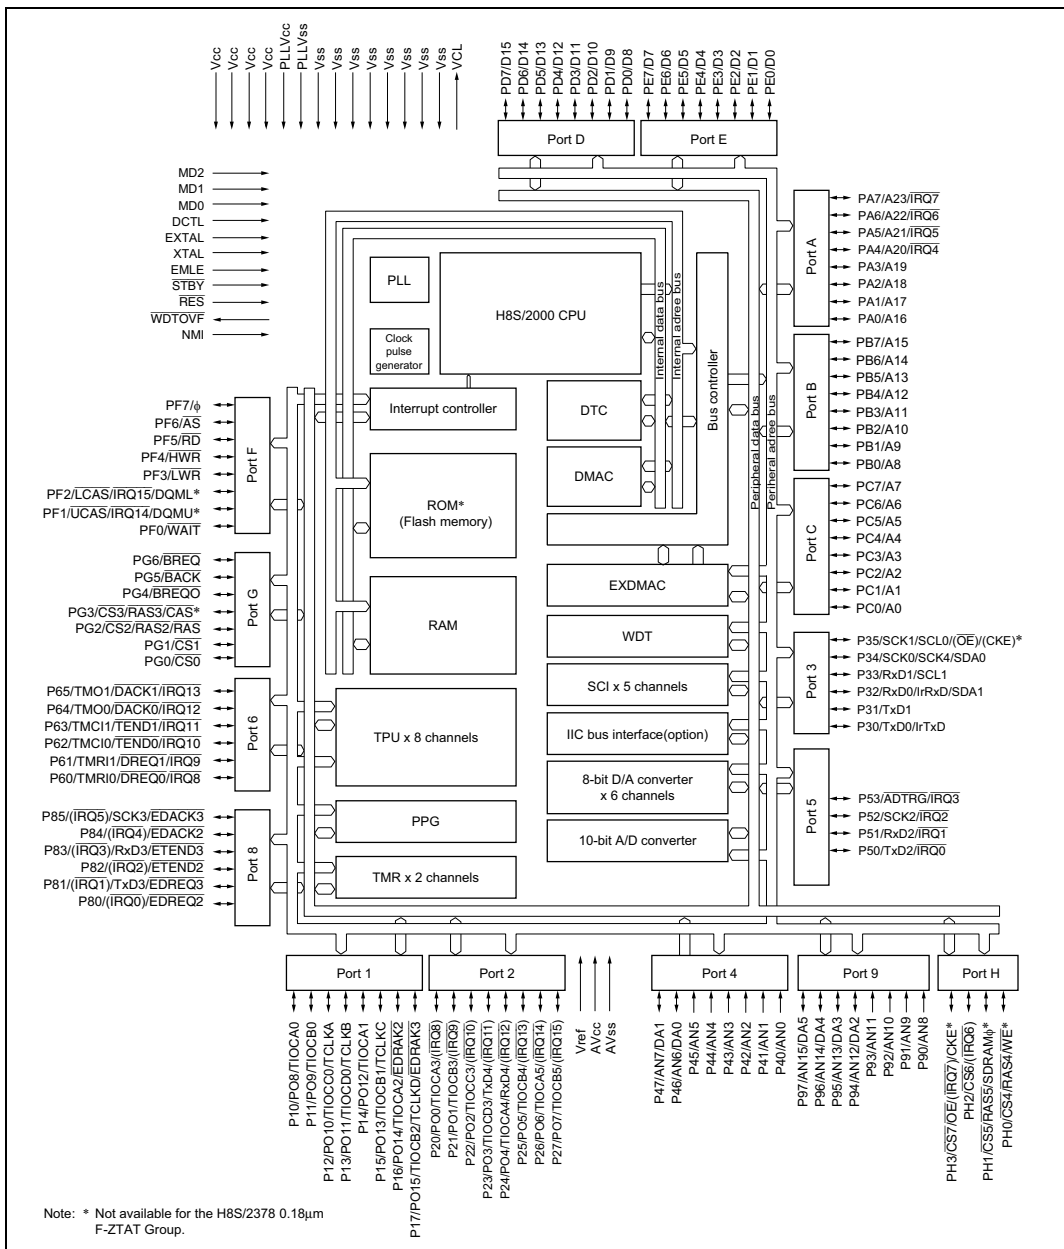 Vcc
Vcc
Vcc
Vcc
PLLVcc
PLLVss
Vss
Vss
Vss
Vss
Vss
Vss
Vss
Vss
VCL
PD7/D15
PD6/D14
PD5/D13
PD4/D12
PD3/D11
PD2/D10
PD1/D9
PD0/D8
PE7/D7
PE6/D6
PE5/D5
PE4/D4
PE3/D3
PE2/D2
PE1/D1
PE0/D0
Port D
Port E
MD2
MD1
MD0
DCTL
EXTAL
XTAL
EMLE
STBY
RES
WDTOVF
NMI
PLL
Clock
pulse
generator
H8S/2000 CPU
Interrupt controller
DTC
DMAC
ROM*
(Flash memory)
RAM
TPU x 8 channels
PPG
TMR x 2 channels
Internal data bus
Internal adree bus
Bus controller
Peripheral data bus
Periheral adree bus
EXDMAC
WDT
SCI x 5 channels
IIC bus interface(option)
8-bit D/A converter
x 6 channels
10-bit A/D converter
Port A
PA7/A23/IRQ7
PA6/A22/IRQ6
PA5/A21/IRQ5
PA4/A20/IRQ4
PA3/A19
PA2/A18
PA1/A17
PA0/A16
Port B
PB7/A15
PB6/A14
PB5/A13
PB4/A12
PB3/A11
PB2/A10
PB1/A9
PB0/A8
Port C
PC7/A7
PC6/A6
PC5/A5
PC4/A4
PC3/A3
PC2/A2
PC1/A1
PC0/A0
Port 3
P35/SCK1/SCL0/(OE)/(CKE)*
P34/SCK0/SCK4/SDA0
P33/RxD1/SCL1
P32/RxD0/IrRxD/SDA1
P31/TxD1
P30/TxD0/IrTxD
Port 5
P53/ADTRG/IRQ3
P52/SCK2/IRQ2
P51/RxD2/IRQ1
P50/TxD2/IRQ0
PF7/ϕ
PF6/AS
PF5/RD
PF4/HWR
PF3/LWR
PF2/LCAS/IRQ15/DQML*
PF1/UCAS/IRQ14/DQMU*
PF0/WAIT
Port F
PG6/BREQ
PG5/BACK
PG4/BREQO
PG3/CS3/RAS3/CAS*
PG2/CS2/RAS2/RAS
PG1/CS1
PG0/CS0
Port G
P65/TMO1/DACK1/IRQ13
P64/TMO0/DACK0/IRQ12
P63/TMCI1/TEND1/IRQ11
P62/TMCI0/TEND0/IRQ10
P61/TMRI1/DREQ1/IRQ9
P60/TMRI0/DREQ0/IRQ8
Port 6
P85/(IRQ5)/SCK3/EDACK3
P84/(IRQ4)/EDACK2
P83/(IRQ3)/RxD3/ETEND3
P82/(IRQ2)/ETEND2
P81/(IRQ1)/TxD3/EDREQ3
P80/(IRQ0)/EDREQ2
Port 8
Port 1
Port 2
Port 4
Port 9
Port H
P10/PO8/TIOCA0
P11/PO9/TIOCB0
P12/PO10/TIOCC0/TCLKA
P13/PO11/TIOCD0/TCLKB
P14/PO12/TIOCA1
P15/PO13/TIOCB1/TCLKC
P16/PO14/TIOCA2/EDRAK2
P17/PO15/TIOCB2/TCLKD/EDRAK3
P20/PO0/TIOCA3/(IRQ8)
P21/PO1/TIOCB3/(IRQ9)
P22/PO2/TIOCC3/(IRQ10)
P23/PO3/TIOCD3/TxD4/(IRQ11)
P24/PO4/TIOCA4/RxD4/(IRQ12)
P25/PO5/TIOCB4/(IRQ13)
P26/PO6/TIOCA5/(IRQ14)
P27/PO7/TIOCB5/(IRQ15)
Vref
AVcc
AVss
P47/AN7/DA1
P46/AN6/DA0
P45/AN5
P44/AN4
P43/AN3
P42/AN2
P41/AN1
P40/AN0
P97/AN15/DA5
P96/AN14/DA4
P95/AN13/DA3
P94/AN12/DA2
P93/AN11
P92/AN10
P91/AN9
P90/AN8
PH3/CS7/OE/(IRQ7)/CKE*
PH2/CS6/(IRQ6)
PH1/CS5/RAS5/SDRAMϕ*
PH0/CS4/RAS4/WE*
Note: * Not available for the H8S/2378 0.18μm
F-ZTAT Group.